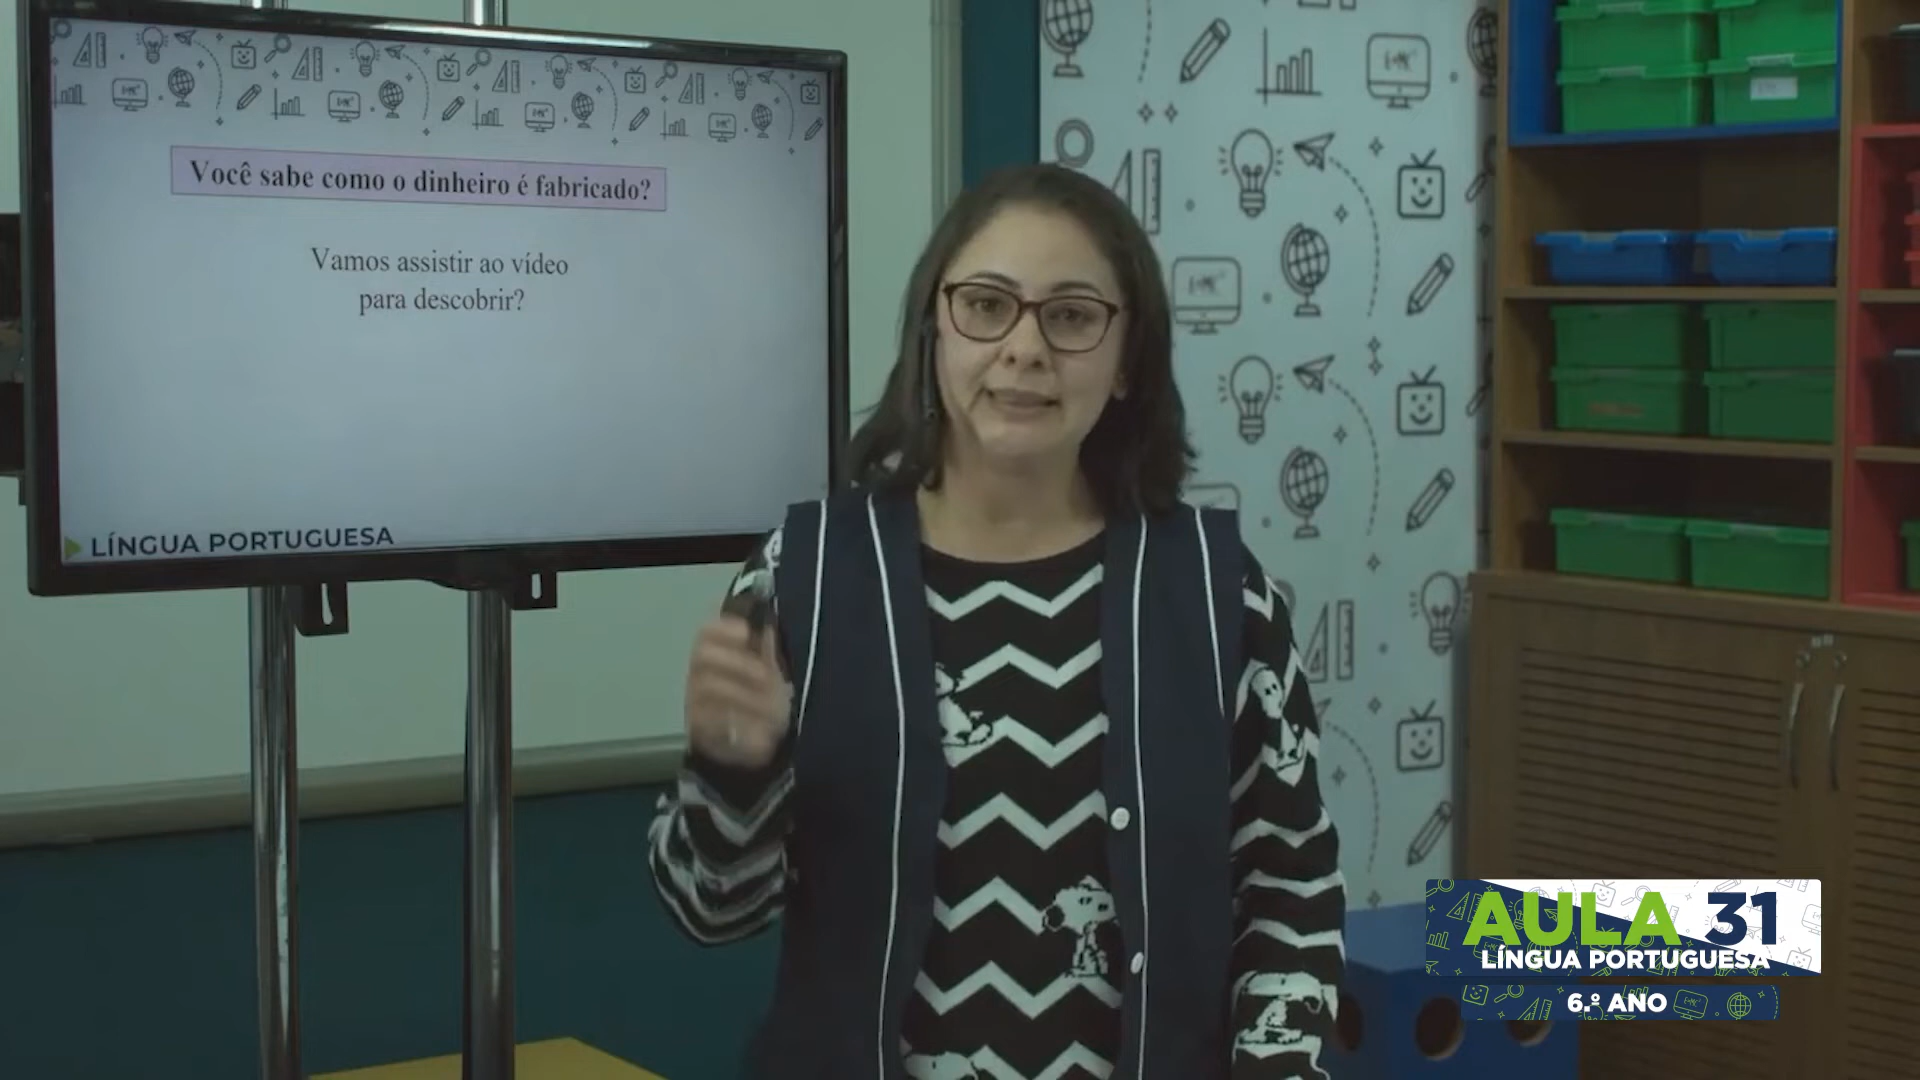 Você sabe como o dinheiro é fabricado?
Vamos assistir ao vídeo
para descobrir?
LÍNGUA PORTUGUESA
AULA 31
LÍNGUA PORTUGUESA
6.º ANO